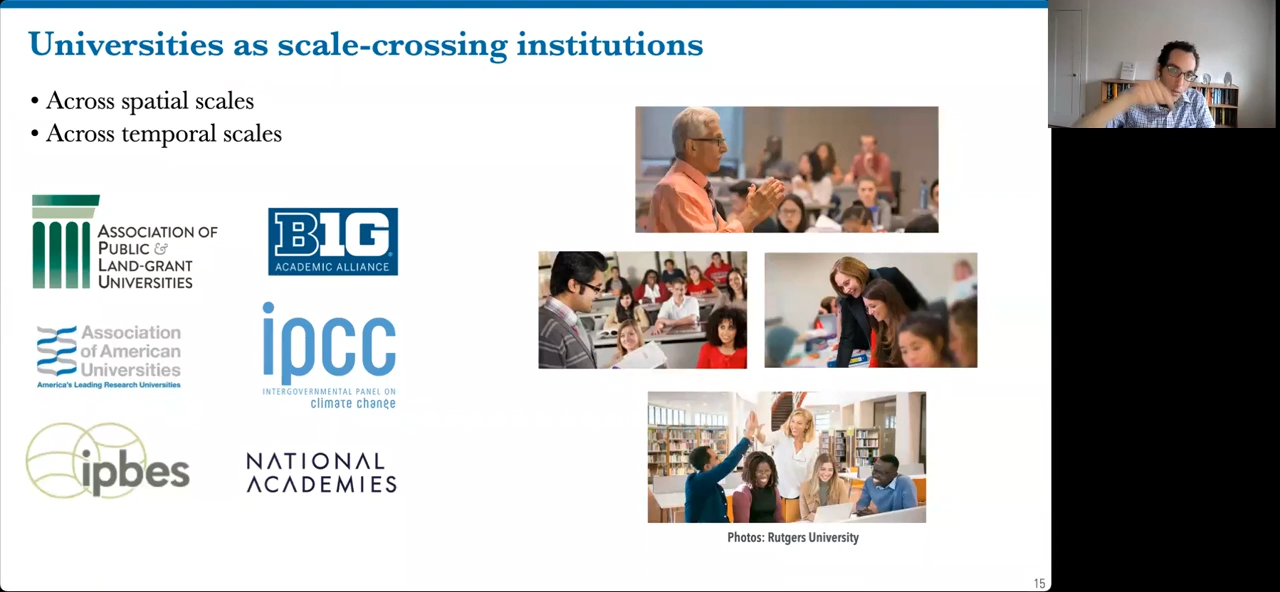 Universities as scale-crossing institutions
• Across spatial scales
• Across temporal scales
ASSOCIATION OF
PUBLIC &
LAND-GRANT
UNIVERSITIES
B1G®
ACADEMIC ALLIANCE
Association
of American
Universities
America's Leading Research Universities
ipcc
INTERGOVERNMENTAL PANEL ON
climate change
ipbes
NATIONAL
ACADEMIES
Photos: Rutgers University
15